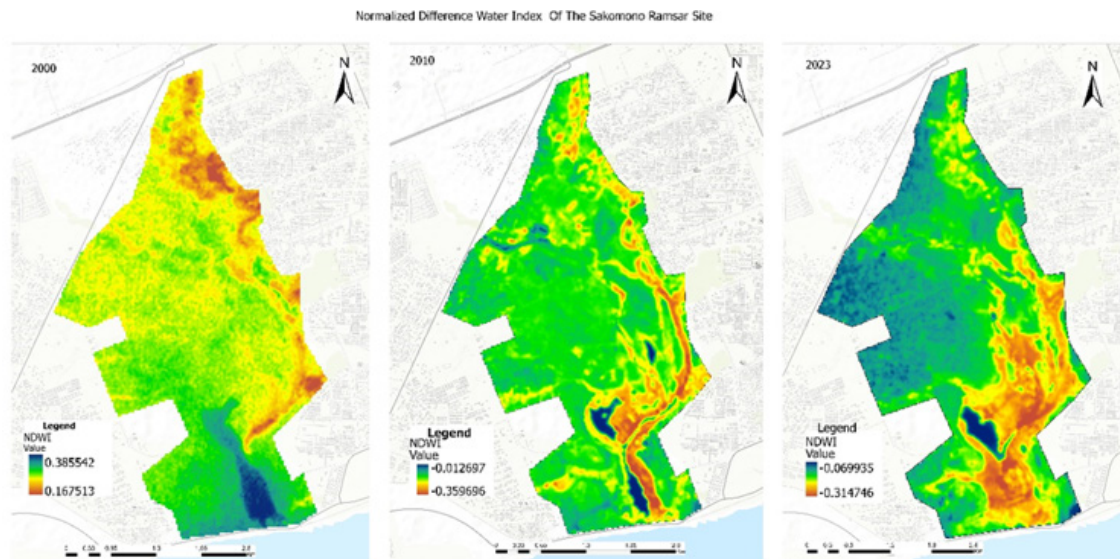 Normalized Difference Water Index Of The Sakomono Ramsar Site
2000
N
Legend
NDWI
Value
0.385542
0.167513
2010
N
Legend
NDWI
Value
-0.012697
-0.359696
2023
N
Legend
NDWI
Value
-0.069935
-0.314746